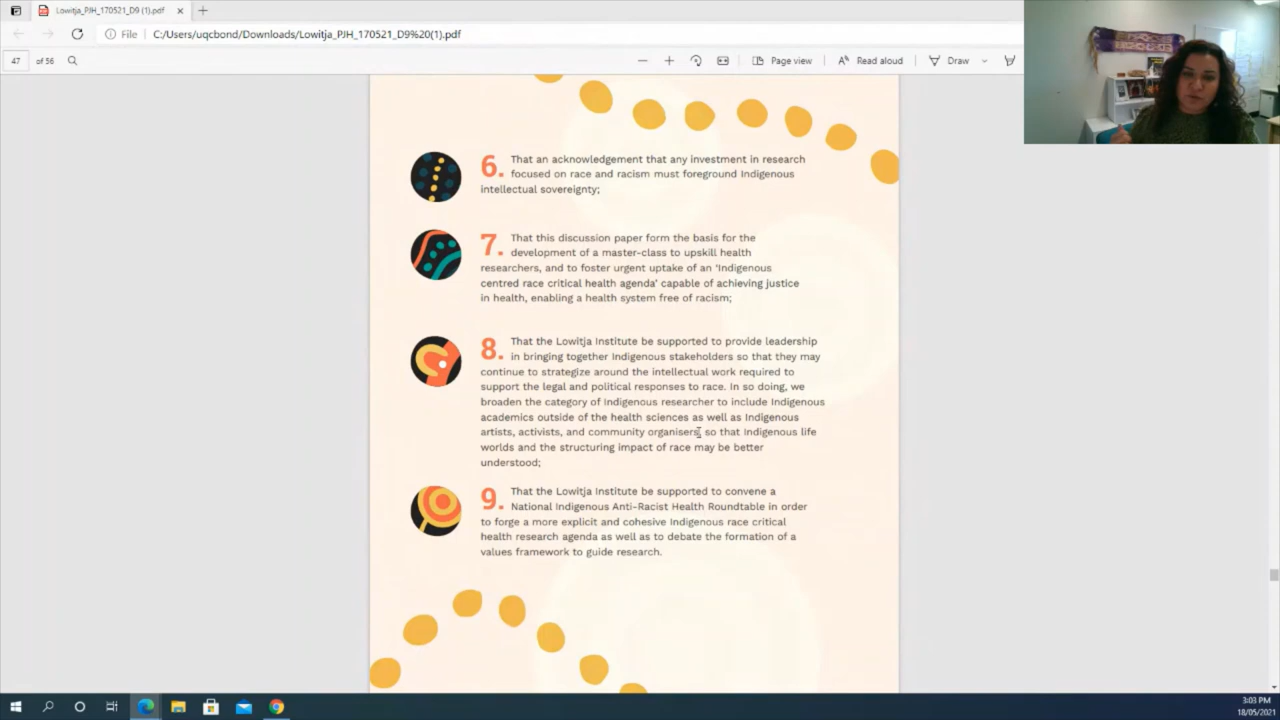 Lowitja_PJH_170521_D9 (1).pdf
File
C:/Users/uqcbond/Downloads/Lowitja_PJH_170521_D9%20(1).pdf
47 of 56
Page view
Read aloud
Draw
6. That an acknowledgement that any investment in research
focused on race and racism must foreground Indigenous
intellectual sovereignty;
7. That this discussion paper form the basis for the
development of a master-class to upskill health
researchers, and to foster urgent uptake of an ‘Indigenous
centred race critical health agenda’ capable of achieving justice
in health, enabling a health system free of racism;
8. That the Lowitja Institute be supported to provide leadership
in bringing together Indigenous stakeholders so that they may
continue to strategize around the intellectual work required to
support the legal and political responses to race. In so doing, we
broaden the category of Indigenous researcher to include Indigenous
academics outside of the health sciences as well as Indigenous
artists, activists, and community organisers, so that Indigenous life
worlds and the structuring impact of race may be better
understood;
9. That the Lowitja Institute be supported to convene a
National Indigenous Anti-Racist Health Roundtable in order
to forge a more explicit and cohesive Indigenous race critical
health research agenda as well as to debate the formation of a
values framework to guide research.
3:03 PM
18/05/2021